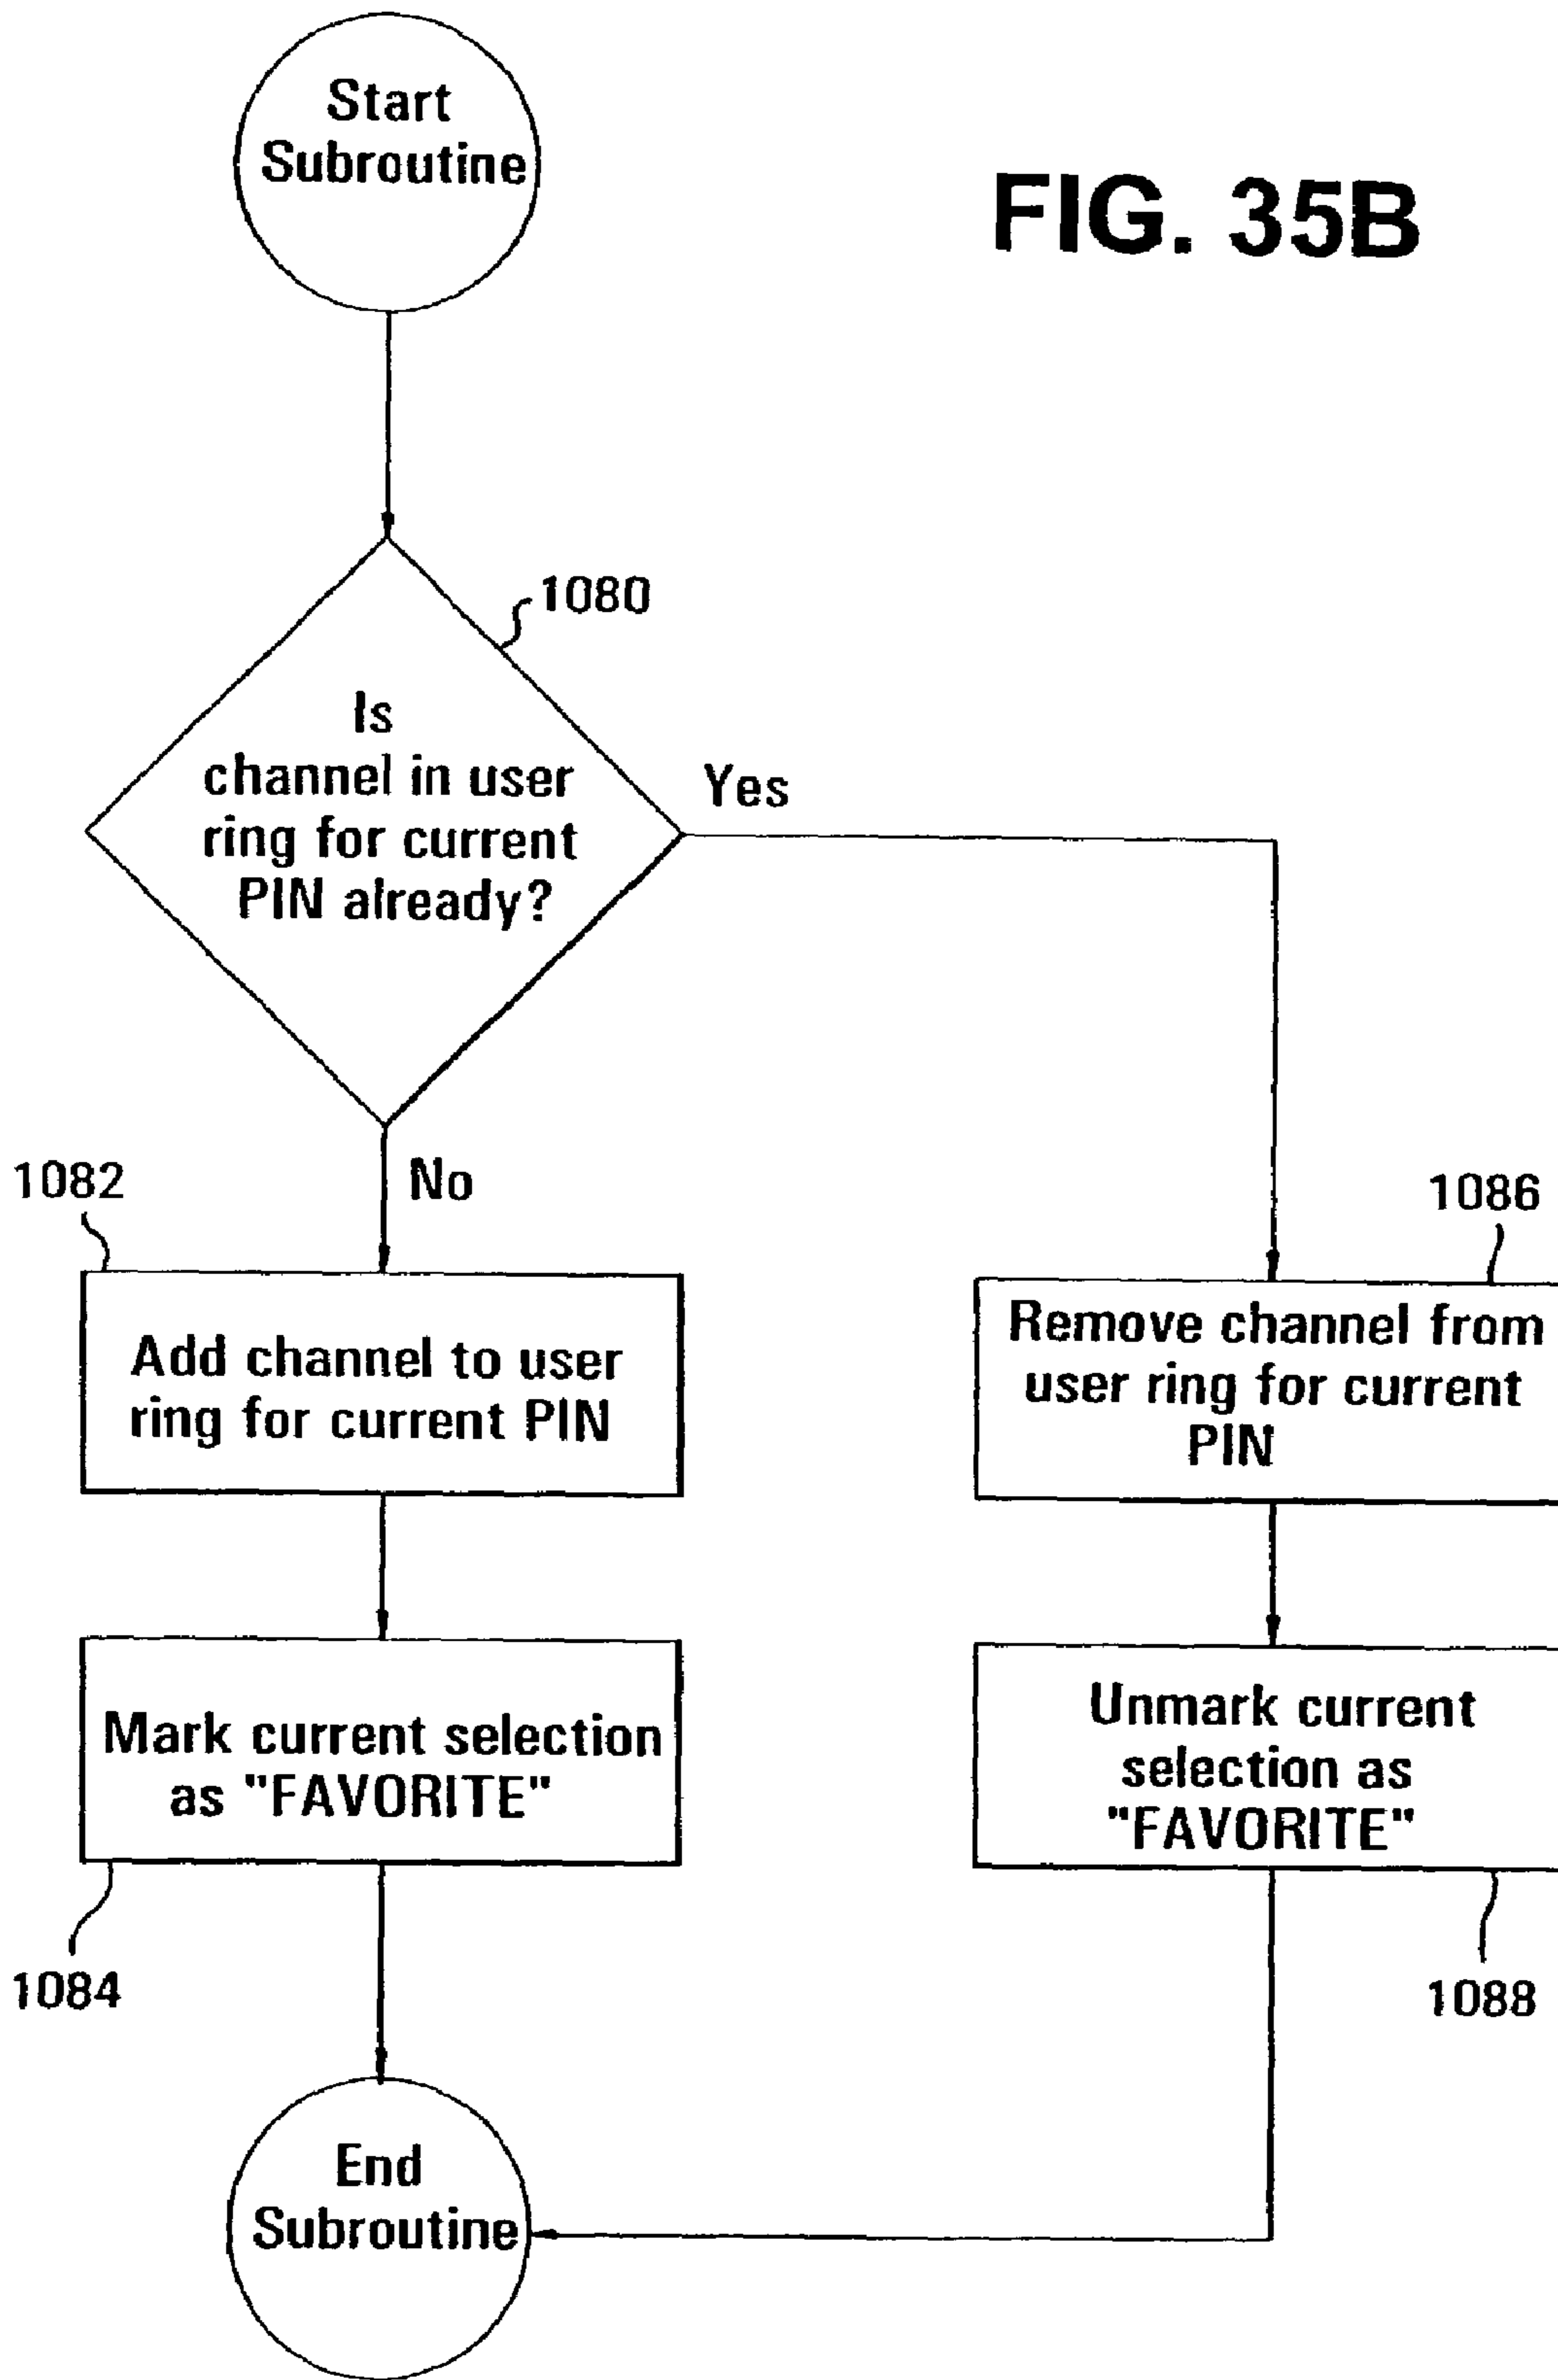 Start
Subroutine
FIG. 35B
1080
Is
channel in user
ring for current
PIN already?
Yes
No
1082
Add channel to user
ring for current PIN
1086
Remove channel from
user ring for current
PIN
Mark current selection
as "FAVORITE"
1084
Unmark current
selection as
"FAVORITE"
1088
End
Subroutine